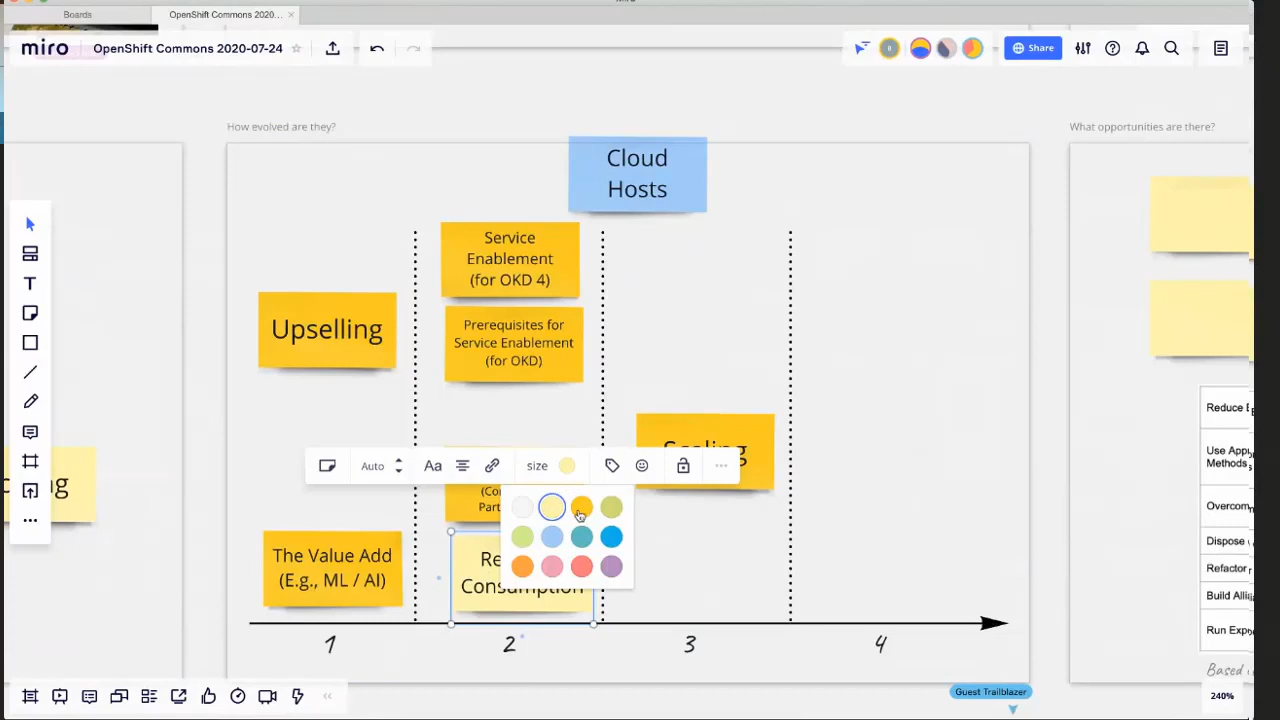 Miro
Boards
OpenShift Commons 2020...
miro
OpenShift Commons 2020-07-24
Share
How evolved are they?
What opportunities are there?
Cloud
Hosts
Service
Enablement
(for OKD 4)
Upselling
Prerequisites for
Service Enablement
(for OKD)
Auto
Aa
size
The Value Add
(E.g., ML / AI)
Consumption
1
2
3
4
Reduce
Use App
Methods
Overcom
Dispose
Refactor
Build Alli
Run Exp
Based
Guest Trailblazer
240%